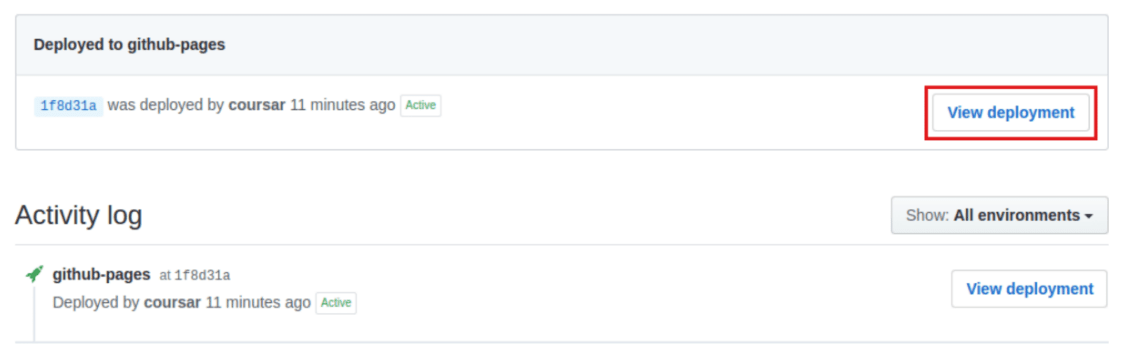 Deployed to github-pages
1f8d31a was deployed by coursar 11 minutes ago Active
View deployment
Activity log
Show: All environments
github-pages at 1f8d31a
Deployed by coursar 11 minutes ago Active
View deployment